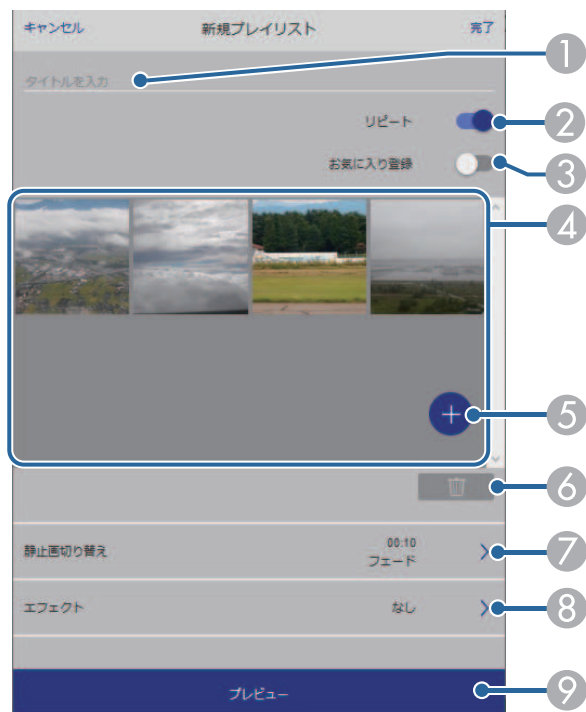 キャンセル 新規プレイリスト 完了
タイトルを入力
1
リピート
2
お気に入り登録
3
4
+
5
6
静止画切り替え
00:10
フェード
7
エフェクト なし
8
プレビュー
9